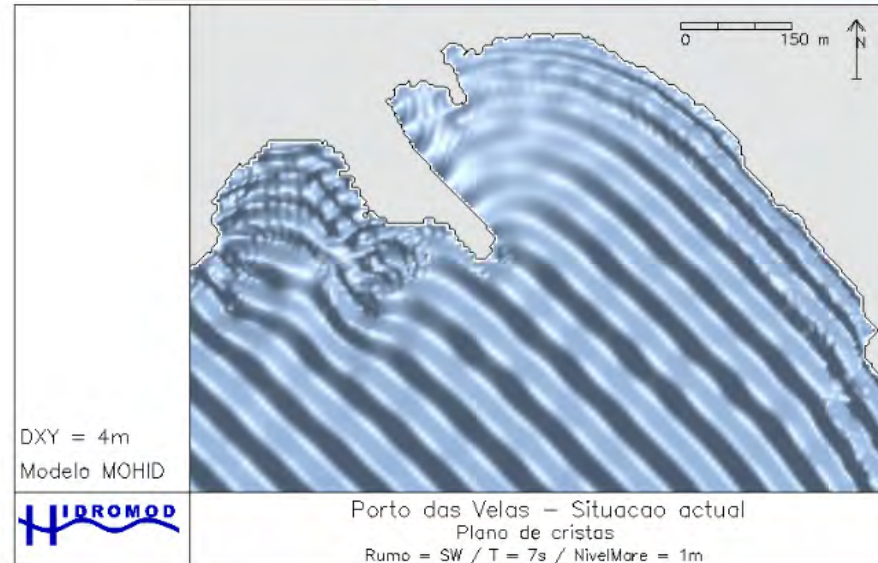 0 150 m N
DXY = 4m
Modelo MOHID
HIDROMOD
Porto das Velas - Situacao actual
Plano de cristas
Rumo = SW / T = 7s / NivelMare = 1m